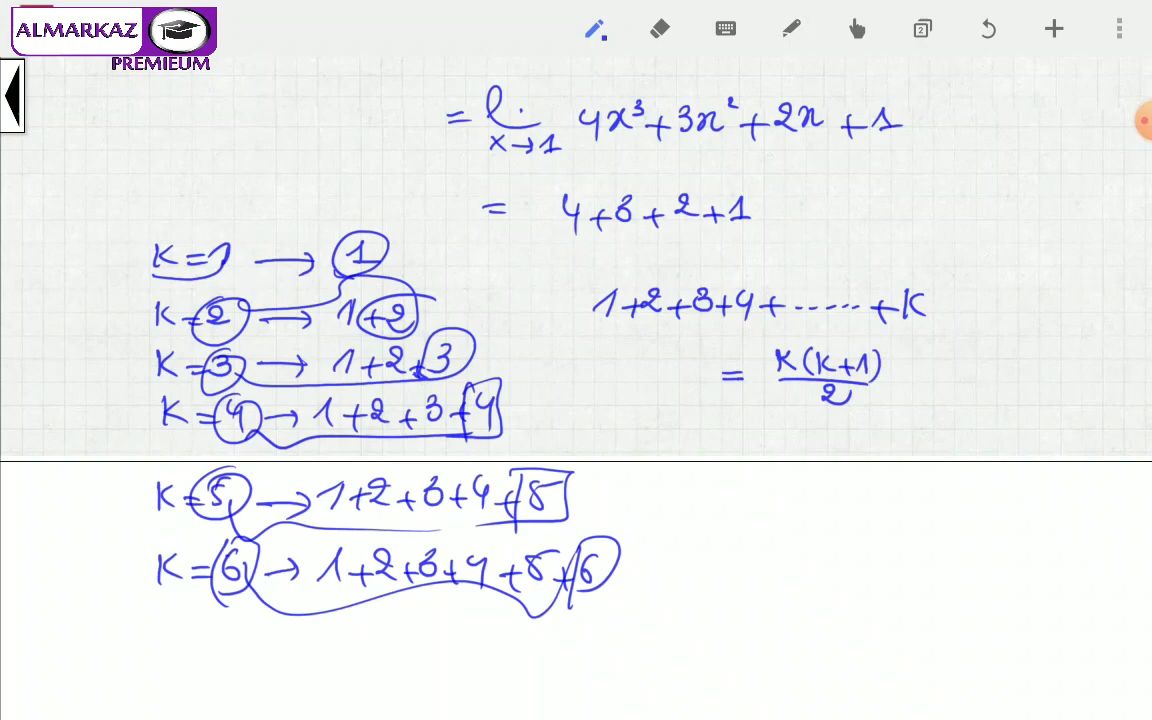 ALMARKAZ
PREMIEUM
2
= lim x→1 4x³+3x²+2x+1
= 4+3+2+1
K=1 → 1
K=2 → 1+2
1+2+3+4+......+K
K=3 → 1+2+3
= K(K+1)/2
K=4 → 1+2+3+4
K=5 → 1+2+3+4+5
K=6 → 1+2+3+4+5+6